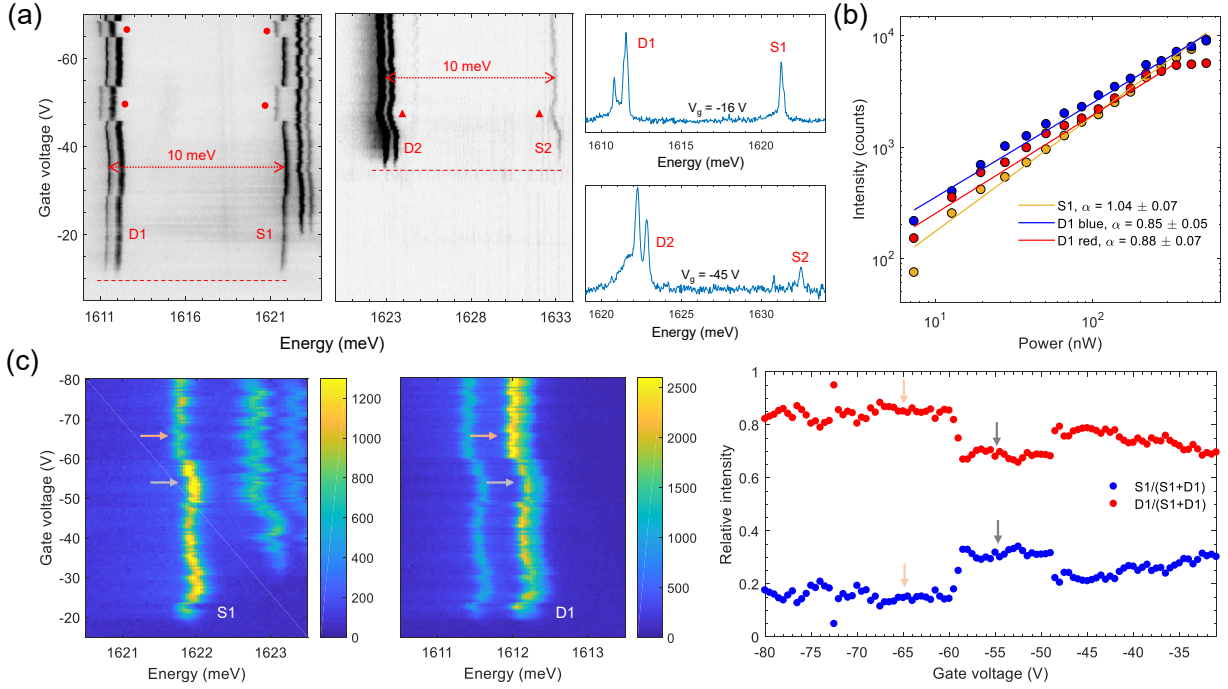 (a)
-60
-40
-20
Gate voltage (V)
10 meV
D1
S1
1611
1616
1621
10 meV
D2
S2
1623
1628
1633
Energy (meV)
D1
S1
Vg = -16 V
1610
1615
1620
Energy (meV)
D2
S2
Vg = -45 V
1620
1625
1630
Energy (meV)
(b)
10^4
10^3
10^2
Intensity (counts)
S1, α = 1.04 ± 0.07
D1 blue, α = 0.85 ± 0.05
D1 red, α = 0.88 ± 0.07
10^1
10^2
Power (nW)
(c)
-80
-70
-60
-50
-40
-30
-20
Gate voltage (V)
S1
1621
1622
1623
Energy (meV)
1200
1000
800
600
400
200
0
D1
1611
1612
1613
Energy (meV)
2500
2000
1500
1000
500
0
1
0.8
0.6
0.4
0.2
0
Relative intensity
S1/(S1+D1)
D1/(S1+D1)
-80
-75
-70
-65
-60
-55
-50
-45
-40
-35
Gate voltage (V)